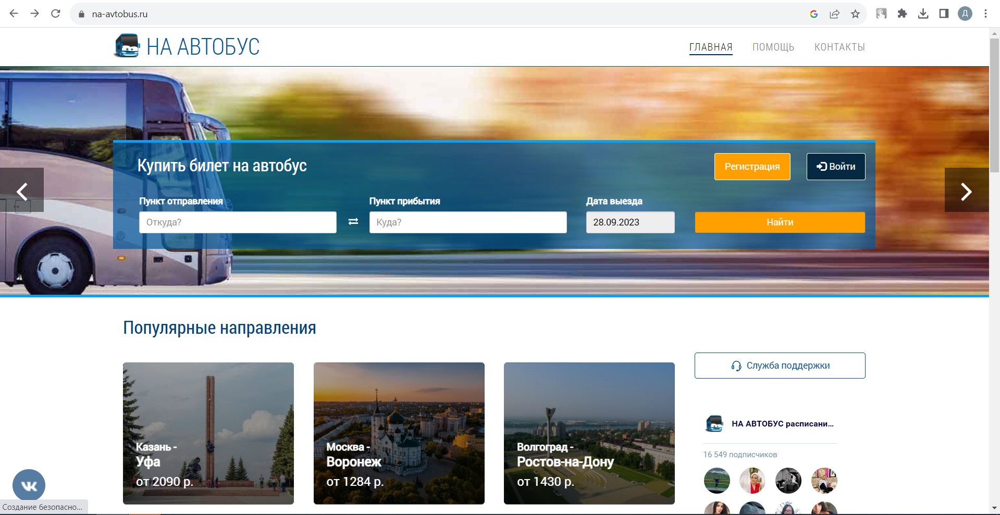 na-avtobus.ru
Д
НА АВТОБУС
ГЛАВНАЯ ПОМОЩЬ КОНТАКТЫ
Купить билет на автобус
Регистрация
Войти
Пункт отправления
Пункт прибытия
Дата выезда
Откуда?
Куда?
28.09.2023
Найти
Популярные направления
Служба поддержки
Казань -
Уфа
от 2090 р.
Москва -
Воронеж
от 1284 р.
Волгоград -
Ростов-на-Дону
от 1430 р.
НА АВТОБУС расписани...
16 549 подписчиков
Создание безопасно...